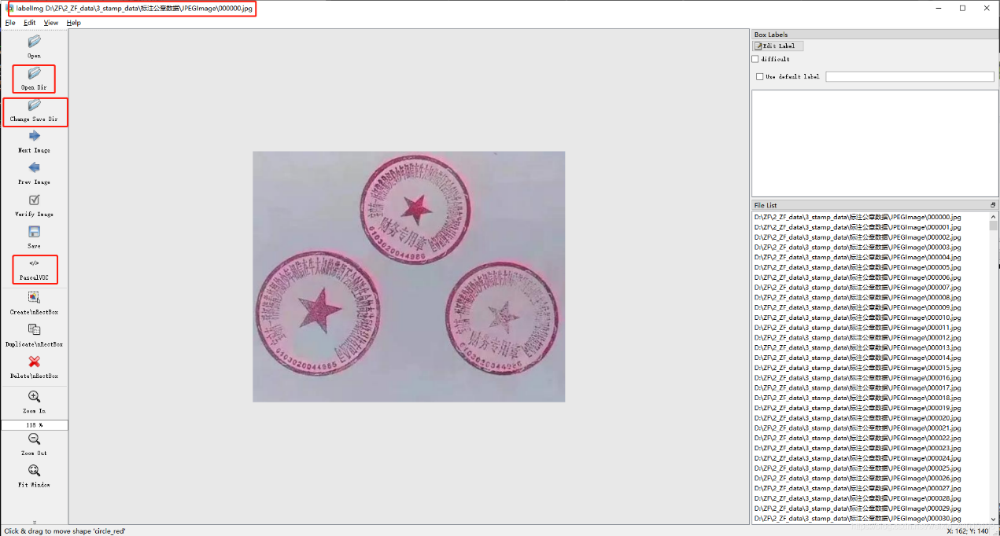 labelImg D:\ZF\2_ZF_data\3_stamp_data\标注公章数据\JPEGImage\000000.jpg
File Edit View Help
Open
Open Dir
Change Save Dir
Next Image
Prev Image
Verify Image
Save
</>
PascalVOC
Create\nRectBox
Duplicate\nRectBox
Delete\nRectBox
Zoom In
118 %
Zoom Out
Fit Window
财务专用章
6103020044986
6103020044985
财务专用章
Box Labels
Edit Label
difficult
Use default label
File List
D:\ZF\2_ZF_data\3_stamp_data\标注公章数据\JPEGImage\000000.jpg
D:\ZF\2_ZF_data\3_stamp_data\标注公章数据\JPEGImage\000001.jpg
D:\ZF\2_ZF_data\3_stamp_data\标注公章数据\JPEGImage\000002.jpg
D:\ZF\2_ZF_data\3_stamp_data\标注公章数据\JPEGImage\000003.jpg
D:\ZF\2_ZF_data\3_stamp_data\标注公章数据\JPEGImage\000004.jpg
D:\ZF\2_ZF_data\3_stamp_data\标注公章数据\JPEGImage\000005.jpg
D:\ZF\2_ZF_data\3_stamp_data\标注公章数据\JPEGImage\000006.jpg
D:\ZF\2_ZF_data\3_stamp_data\标注公章数据\JPEGImage\000007.jpg
D:\ZF\2_ZF_data\3_stamp_data\标注公章数据\JPEGImage\000008.jpg
D:\ZF\2_ZF_data\3_stamp_data\标注公章数据\JPEGImage\000009.jpg
D:\ZF\2_ZF_data\3_stamp_data\标注公章数据\JPEGImage\000010.jpg
D:\ZF\2_ZF_data\3_stamp_data\标注公章数据\JPEGImage\000011.jpg
D:\ZF\2_ZF_data\3_stamp_data\标注公章数据\JPEGImage\000012.jpg
D:\ZF\2_ZF_data\3_stamp_data\标注公章数据\JPEGImage\000013.jpg
D:\ZF\2_ZF_data\3_stamp_data\标注公章数据\JPEGImage\000014.jpg
D:\ZF\2_ZF_data\3_stamp_data\标注公章数据\JPEGImage\000015.jpg
D:\ZF\2_ZF_data\3_stamp_data\标注公章数据\JPEGImage\000016.jpg
D:\ZF\2_ZF_data\3_stamp_data\标注公章数据\JPEGImage\000017.jpg
D:\ZF\2_ZF_data\3_stamp_data\标注公章数据\JPEGImage\000018.jpg
D:\ZF\2_ZF_data\3_stamp_data\标注公章数据\JPEGImage\000019.jpg
D:\ZF\2_ZF_data\3_stamp_data\标注公章数据\JPEGImage\000020.jpg
D:\ZF\2_ZF_data\3_stamp_data\标注公章数据\JPEGImage\000021.jpg
D:\ZF\2_ZF_data\3_stamp_data\标注公章数据\JPEGImage\000022.jpg
D:\ZF\2_ZF_data\3_stamp_data\标注公章数据\JPEGImage\000023.jpg
D:\ZF\2_ZF_data\3_stamp_data\标注公章数据\JPEGImage\000024.jpg
D:\ZF\2_ZF_data\3_stamp_data\标注公章数据\JPEGImage\000025.jpg
D:\ZF\2_ZF_data\3_stamp_data\标注公章数据\JPEGImage\000026.jpg
D:\ZF\2_ZF_data\3_stamp_data\标注公章数据\JPEGImage\000027.jpg
D:\ZF\2_ZF_data\3_stamp_data\标注公章数据\JPEGImage\000028.jpg
D:\ZF\2_ZF_data\3_stamp_data\标注公章数据\JPEGImage\000029.jpg
D:\ZF\2_ZF_data\3_stamp_data\标注公章数据\JPEGImage\000030.jpg
Click & drag to move shape 'circle_red'
X: 162; Y: 140